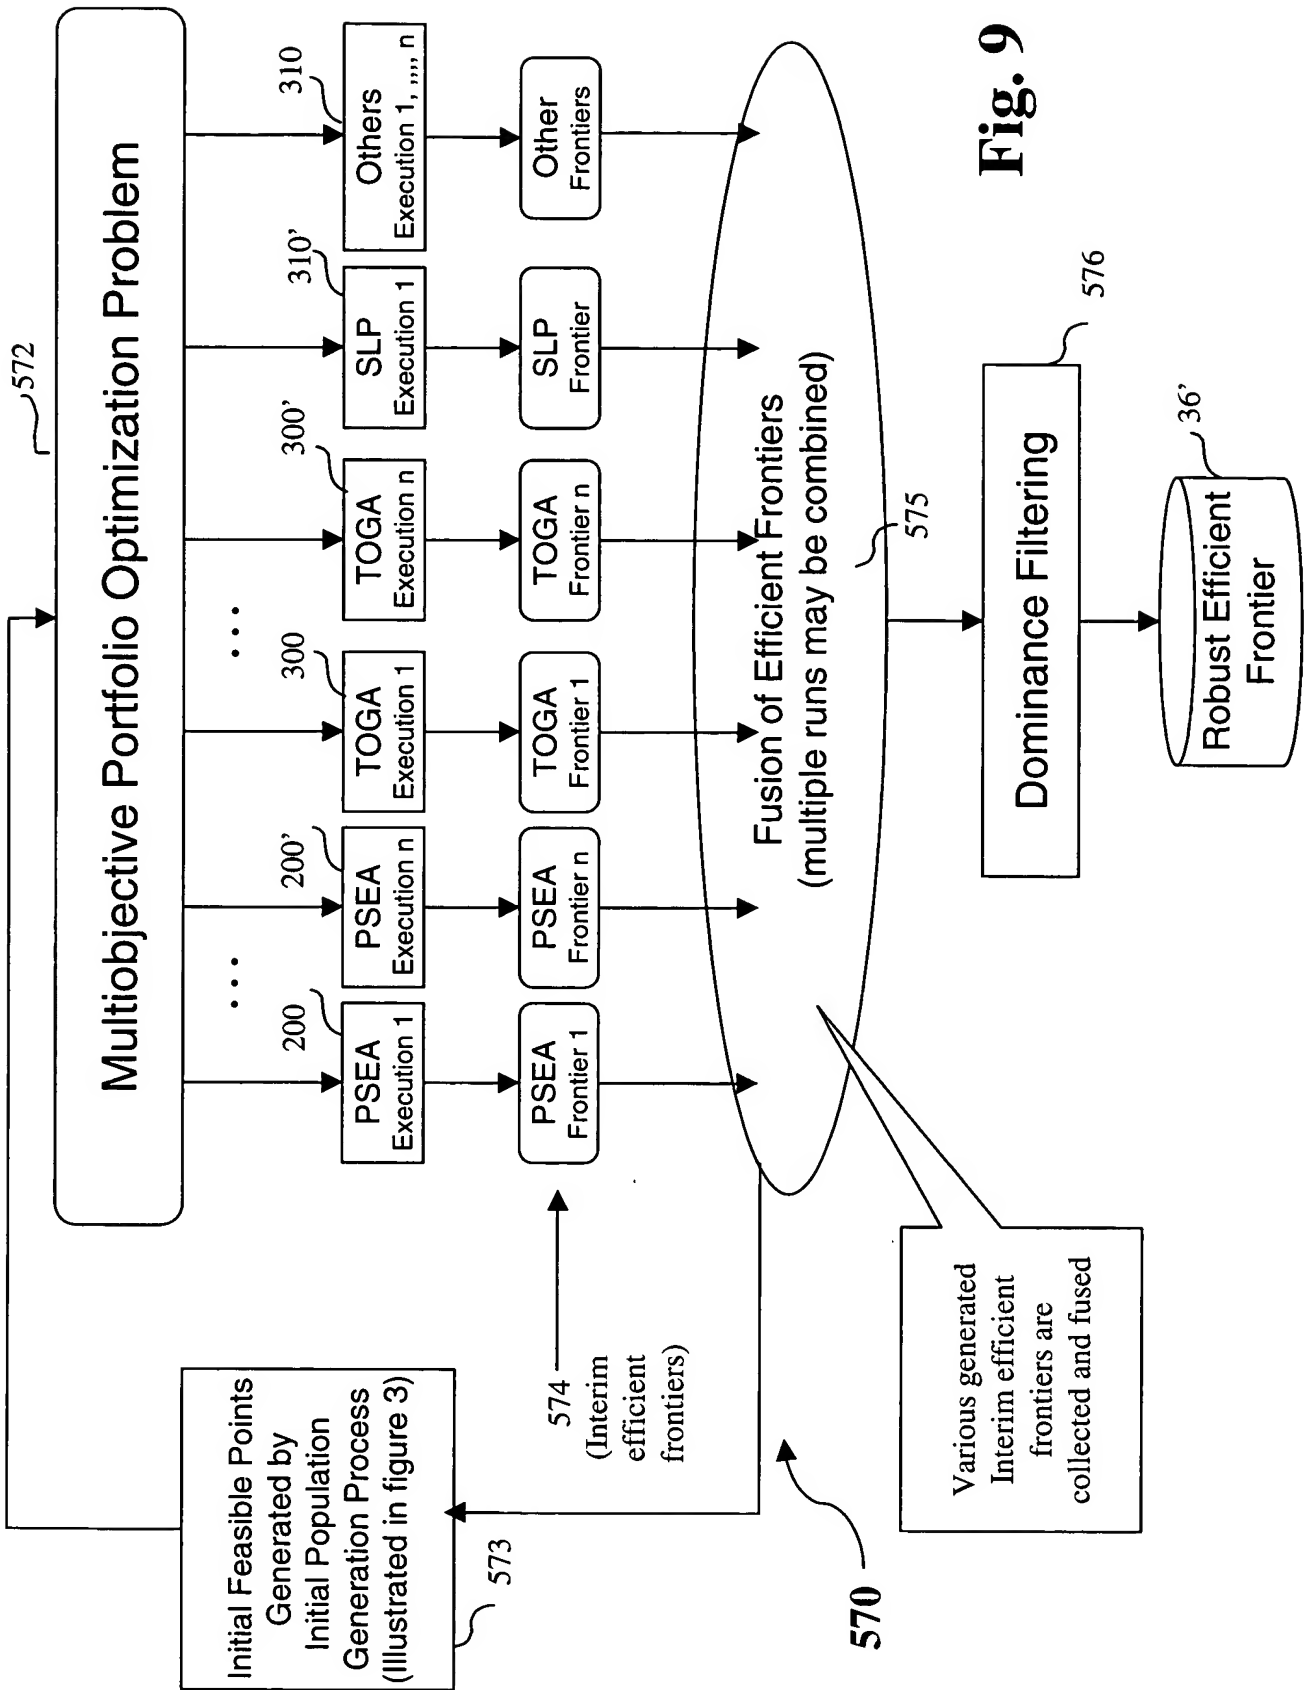 572
Multiobjective Portfolio Optimization Problem
Initial Feasible Points
Generated by
Initial Population
Generation Process
(Illustrated in figure 3)
573
200
PSEA
Execution 1
...
200'
PSEA
Execution n
300
TOGA
Execution 1
...
300'
TOGA
Execution n
310'
SLP
Execution 1
310
Others
Execution 1, ,,,, n
574
(Interim
efficient
frontiers)
PSEA
Frontier 1
PSEA
Frontier n
TOGA
Frontier 1
TOGA
Frontier n
SLP
Frontier
Other
Frontiers
Fusion of Efficient Frontiers
(multiple runs may be combined)
575
570
Various generated
Interim efficient
frontiers are
collected and fused
Dominance Filtering
576
Robust Efficient
Frontier
36'
Fig. 9